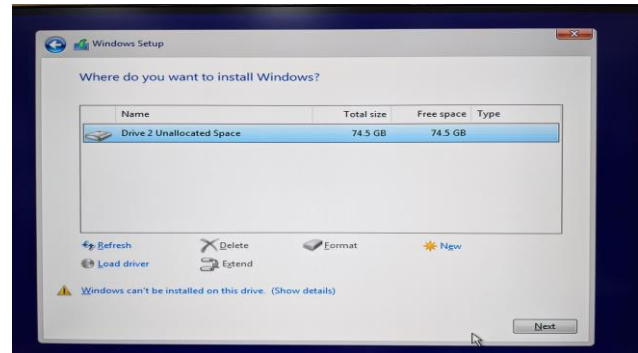 Windows Setup
Where do you want to install Windows?
Name Total size Free space Type
Drive 2 Unallocated Space 74.5 GB 74.5 GB
Refresh Delete Format New
Load driver Extend
Windows can't be installed on this drive. (Show details)
Next